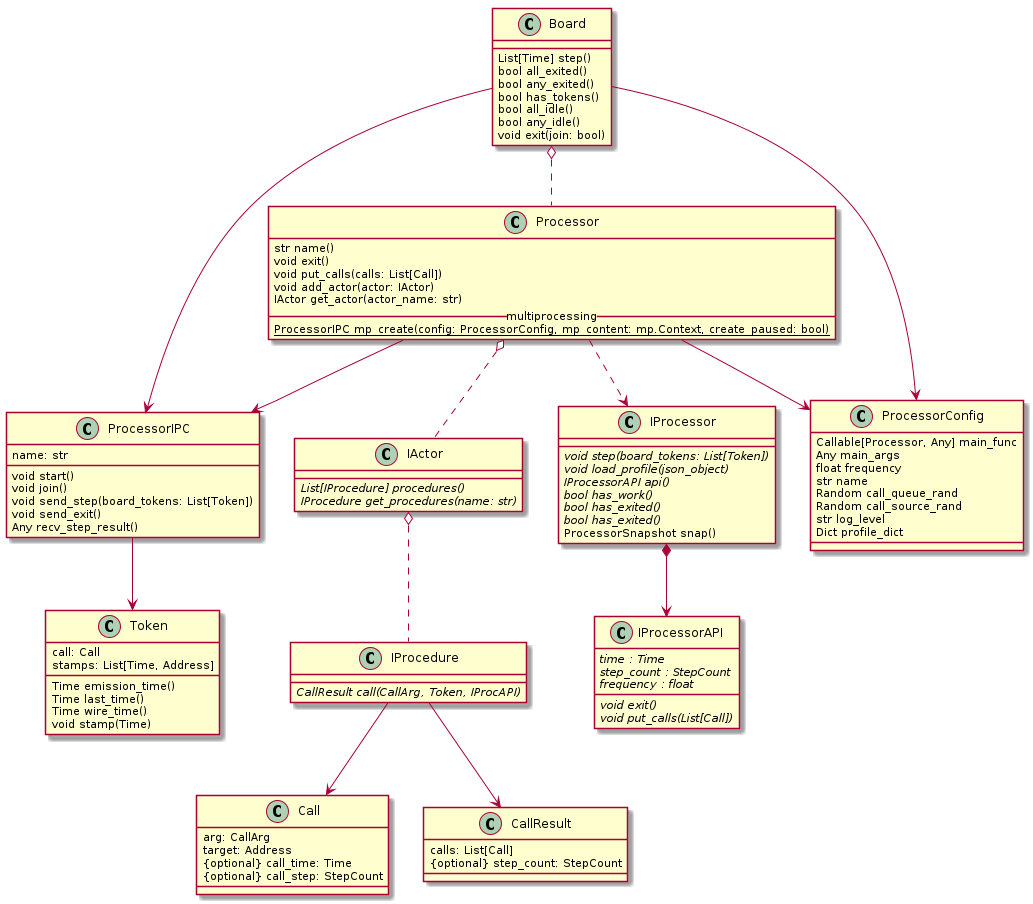 C Board
List[Time] step()
bool all_exited()
bool any_exited()
bool has_tokens()
bool all_idle()
bool any_idle()
void exit(join: bool)
C Processor
str name()
void exit()
void put_calls(calls: List[Call])
void add_actor(actor: IActor)
IActor get_actor(actor_name: str)
multiprocessing
ProcessorIPC mp_create(config: ProcessorConfig, mp_content: mp.Context, create_paused: bool)
C ProcessorIPC
name: str
void start()
void join()
void send_step(board_tokens: List[Token])
void send_exit()
Any recv_step_result()
C IActor
List[IProcedure] procedures()
IProcedure get_procedures(name: str)
C IProcessor
void step(board_tokens: List[Token])
void load_profile(json_object)
IProcessorAPI api()
bool has_work()
bool has_exited()
bool has_exited()
ProcessorSnapshot snap()
C ProcessorConfig
Callable[Processor, Any] main_func
Any main_args
float frequency
str name
Random call_queue_rand
Random call_source_rand
str log_level
Dict profile_dict
C Token
call: Call
stamps: List[Time, Address]
Time emission_time()
Time last_time()
Time wire_time()
void stamp(Time)
C IProcedure
CallResult call(CallArg, Token, IProcAPI)
C IProcessorAPI
time : Time
step_count : StepCount
frequency : float
void exit()
void put_calls(List[Call])
C Call
arg: CallArg
target: Address
{optional} call_time: Time
{optional} call_step: StepCount
C CallResult
calls: List[Call]
{optional} step_count: StepCount